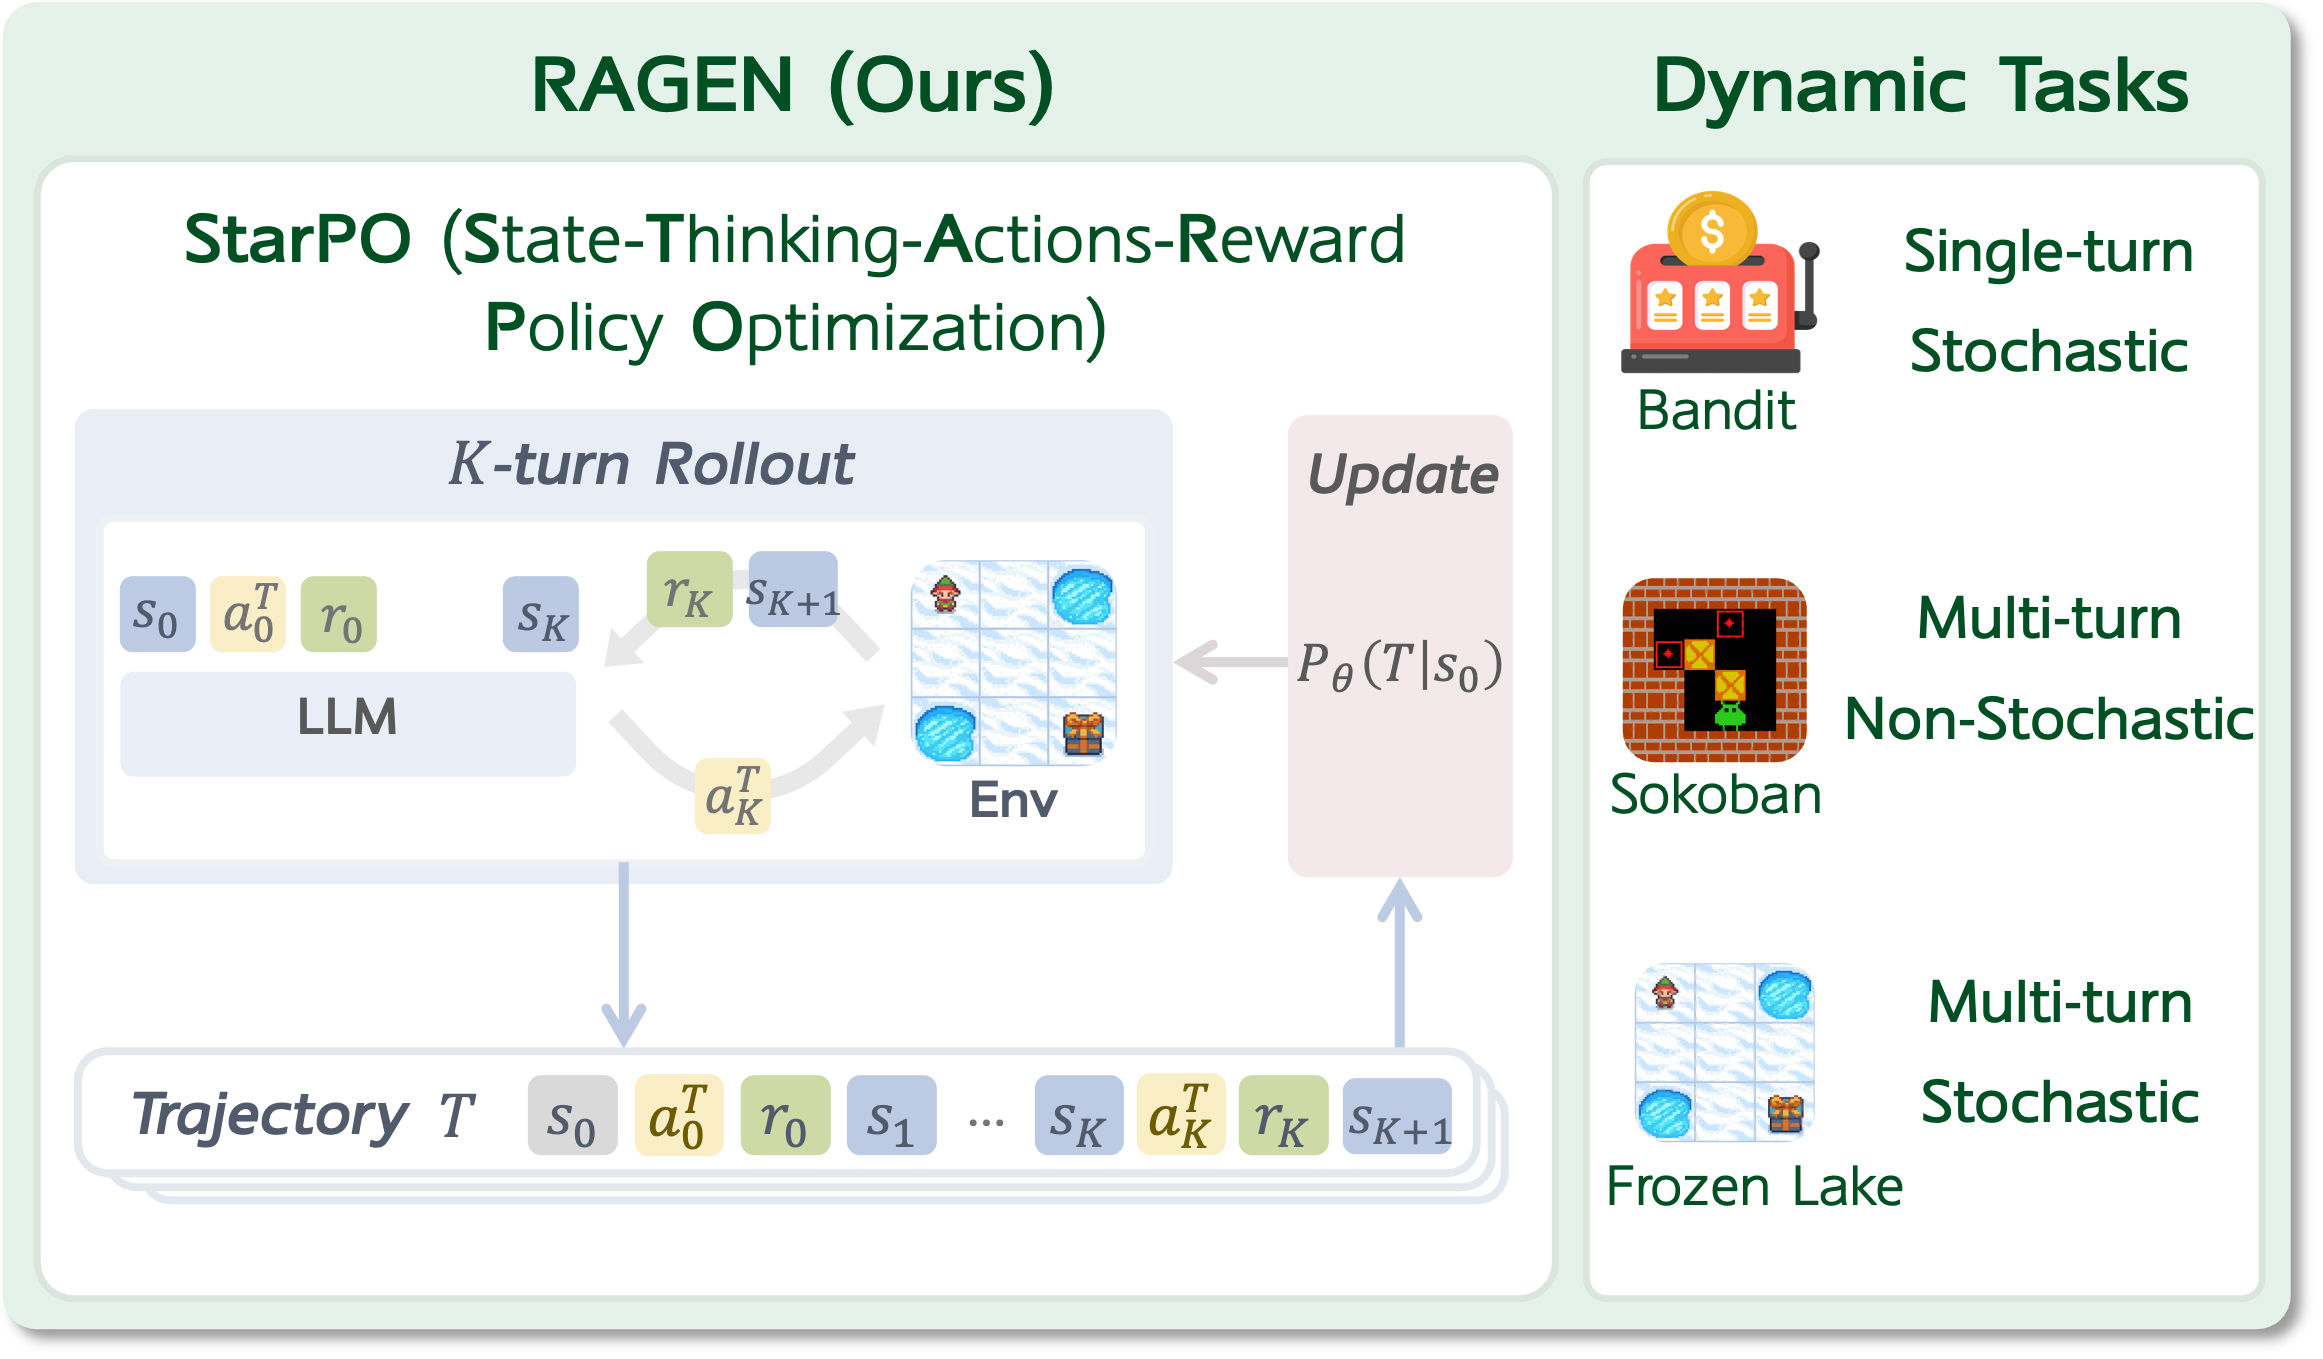 RAGEN (Ours)
StarPO (State-Thinking-Actions-Reward
Policy Optimization)
K-turn Rollout
s_0 a_0^T r_0 s_K
r_K s_{K+1}
LLM
a_K^T
Env
Update
P_θ(T|s_0)
Trajectory T s_0 a_0^T r_0 s_1 ... s_K a_K^T r_K s_{K+1}
Dynamic Tasks
$
Bandit
Single-turn
Stochastic
Sokoban
Multi-turn
Non-Stochastic
Frozen Lake
Multi-turn
Stochastic